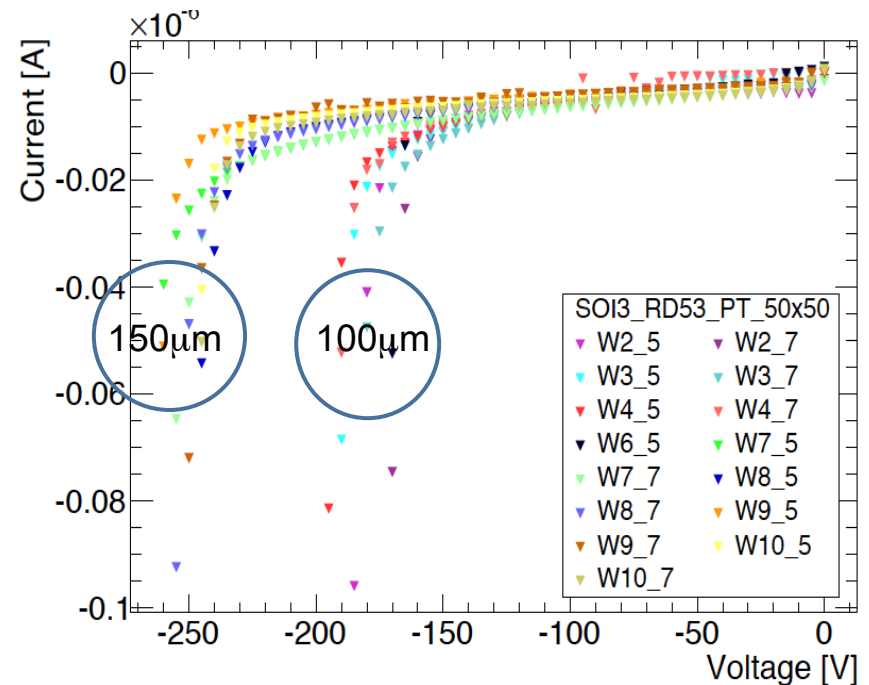 ×10⁻⁶
Current [A]
0
-0.02
-0.04
-0.06
-0.08
-0.1
150μm
100μm
SOI3_RD53_PT_50x50
W2_5 W2_7
W3_5 W3_7
W4_5 W4_7
W6_5 W7_5
W7_7 W8_5
W8_7 W9_5
W9_7 W10_5
W10_7
-250 -200 -150 -100 -50 0
Voltage [V]